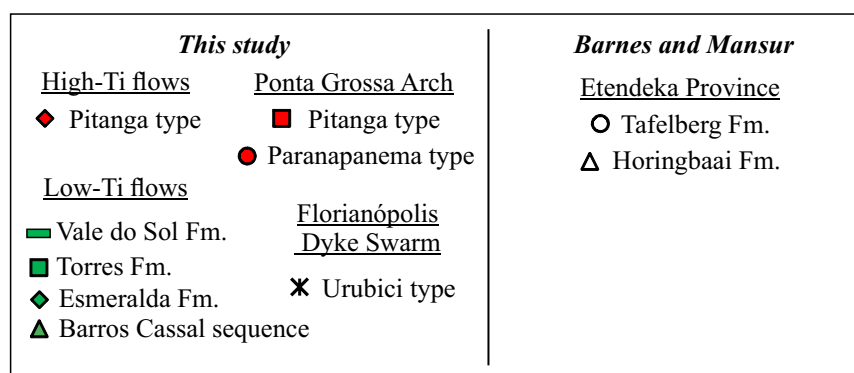 This study
High-Ti flows
Pitanga type
Low-Ti flows
Vale do Sol Fm.
Torres Fm.
Esmeralda Fm.
Barros Cassal sequence
Ponta Grossa Arch
Pitanga type
Paranapanema type
Florianópolis
Dyke Swarm
Urubici type
Barnes and Mansur
Etendeka Province
Tafelberg Fm.
Horingbaai Fm.